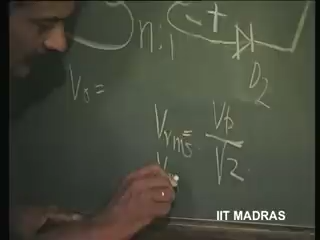 n:1
- +
D2
Vs =
Vrms = Vp/√2
V
IIT MADRAS